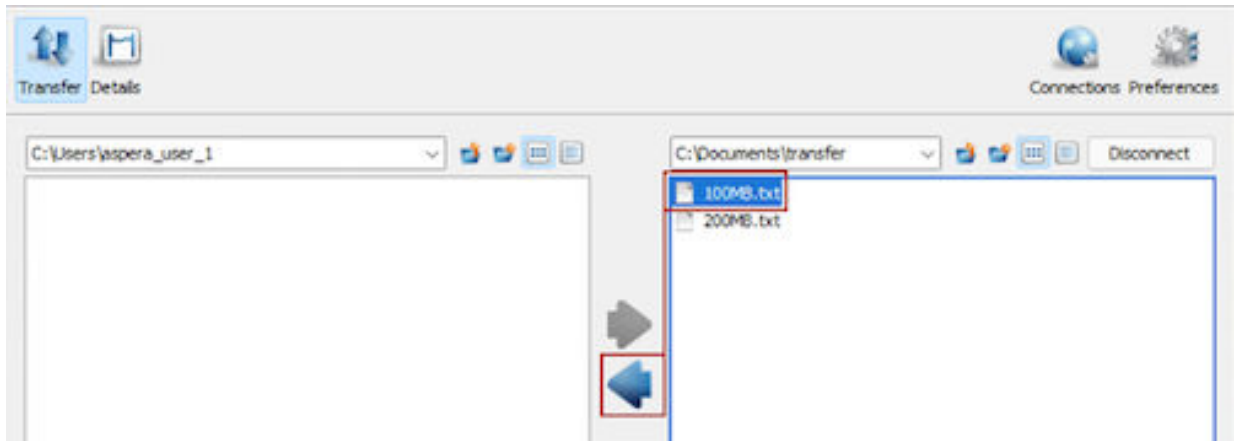 Transfer Details
Connections Preferences
C:\Users\aspera_user_1
C:\Documents\transfer
Disconnect
100MB.txt
200MB.txt